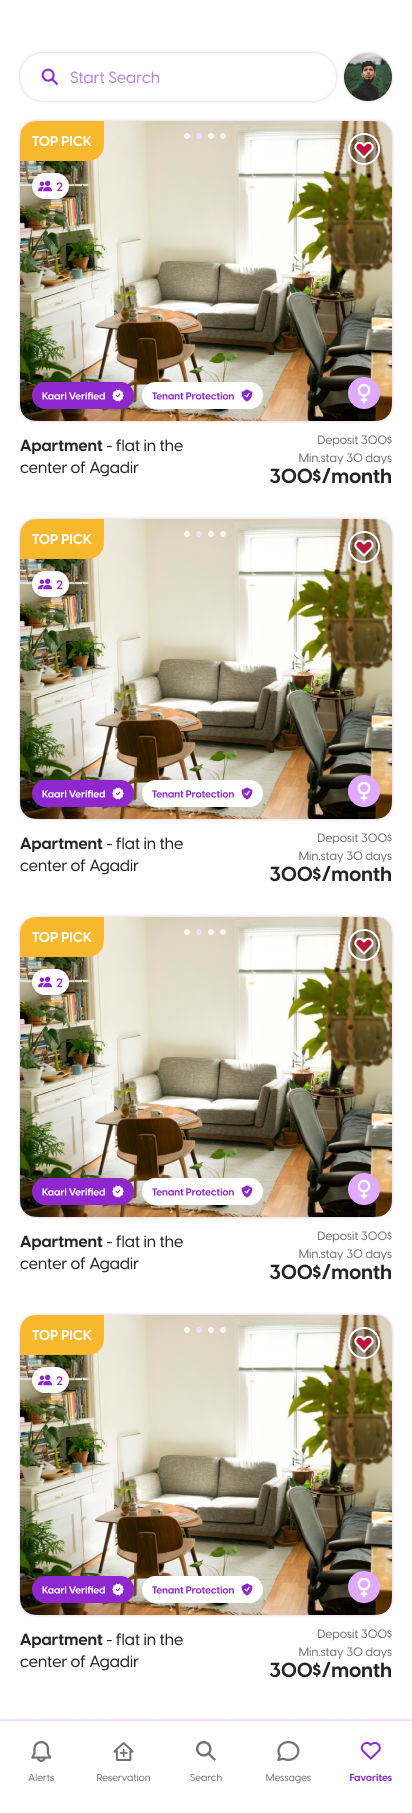 Start Search
TOP PICK
2
Kaari Verified
Tenant Protection
Apartment - flat in the
center of Agadir
Deposit 300$
Min.stay 30 days
300$/month
TOP PICK
2
Kaari Verified
Tenant Protection
Apartment - flat in the
center of Agadir
Deposit 300$
Min.stay 30 days
300$/month
TOP PICK
2
Kaari Verified
Tenant Protection
Apartment - flat in the
center of Agadir
Deposit 300$
Min.stay 30 days
300$/month
TOP PICK
2
Kaari Verified
Tenant Protection
Apartment - flat in the
center of Agadir
Deposit 300$
Min.stay 30 days
300$/month
Alerts
Reservation
Search
Messages
Favorites